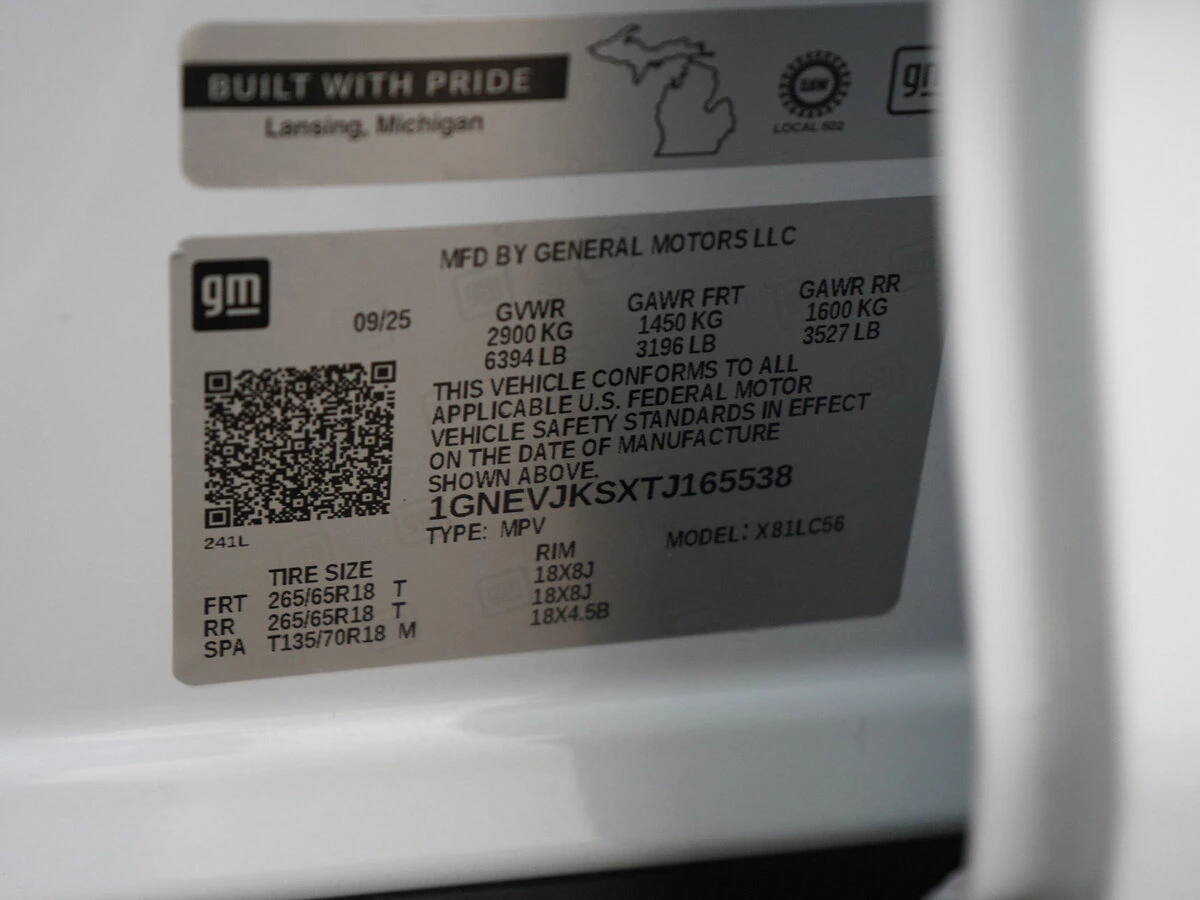 BUILT WITH PRIDE
Lansing, Michigan
UAW
LOCAL 602
gm
gm
MFD BY GENERAL MOTORS LLC
09/25
GVWR GAWR FRT GAWR RR
2900 KG 1450 KG 1600 KG
6394 LB 3196 LB 3527 LB
THIS VEHICLE CONFORMS TO ALL
APPLICABLE U.S. FEDERAL MOTOR
VEHICLE SAFETY STANDARDS IN EFFECT
ON THE DATE OF MANUFACTURE
SHOWN ABOVE.
1GNEVJKSXTJ165538
TYPE: MPV MODEL: X81LC56
241L
TIRE SIZE RIM
FRT 265/65R18 T 18X8J
RR 265/65R18 T 18X8J
SPA T135/70R18 M 18X4.5B